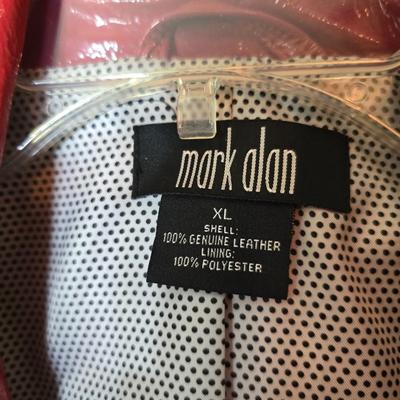 mark alan
XL
SHELL:
100% GENUINE LEATHER
LINING:
100% POLYESTER